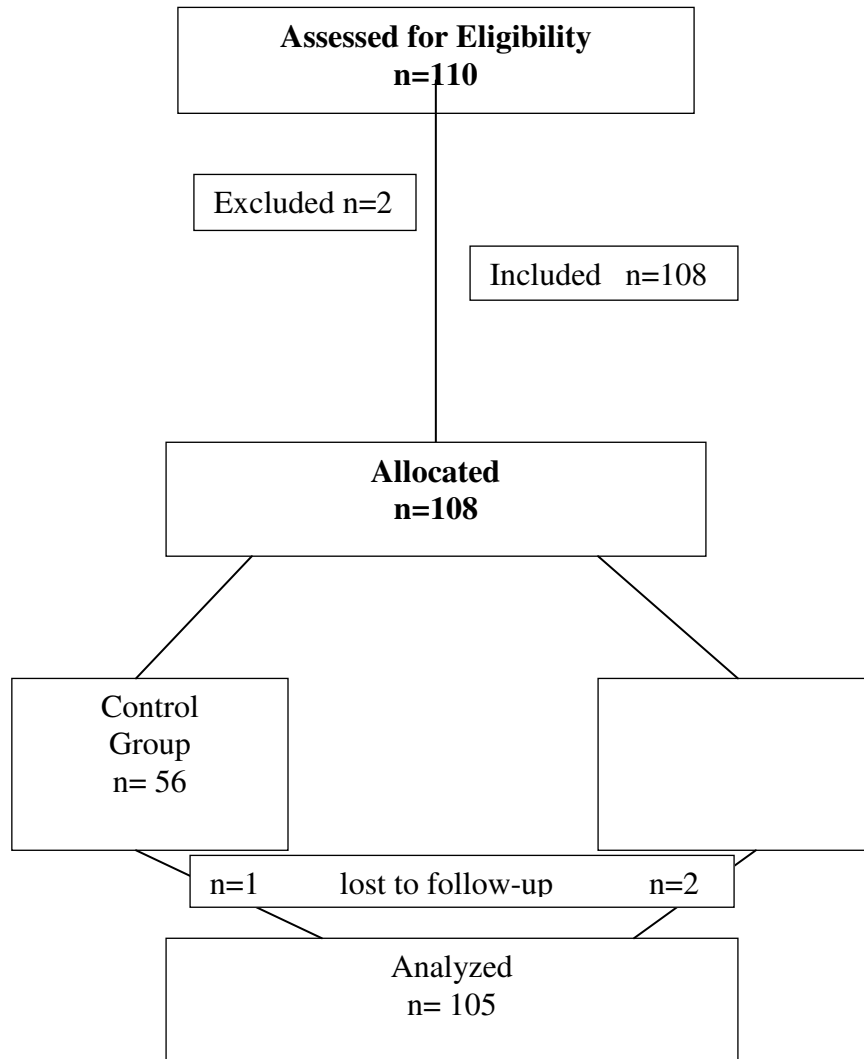 Assessed for Eligibility
n=110
Excluded n=2
Included n=108
Allocated
n=108
Control
Group
n= 56
n=1 lost to follow-up n=2
Analyzed
n= 105